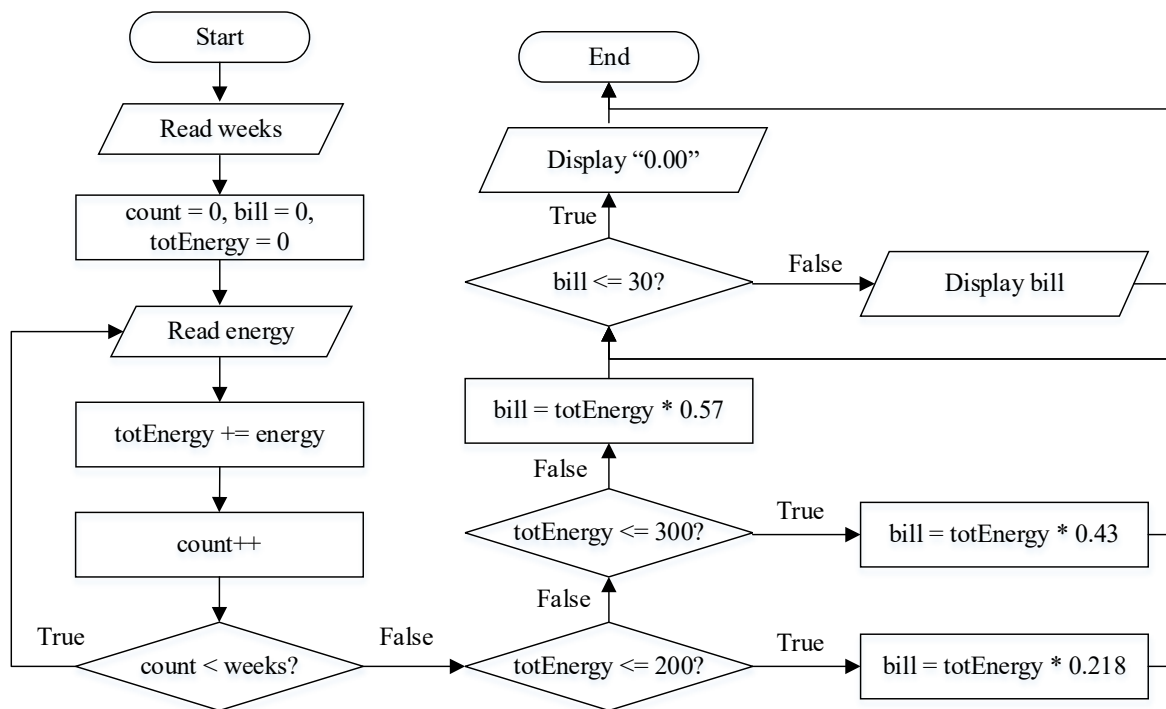 Start
Read weeks
count = 0, bill = 0,
totEnergy = 0
Read energy
totEnergy += energy
count++
True
count < weeks?
False
totEnergy <= 200?
True
bill = totEnergy * 0.218
False
totEnergy <= 300?
True
bill = totEnergy * 0.43
False
bill = totEnergy * 0.57
bill <= 30?
False
Display bill
True
Display “0.00”
End